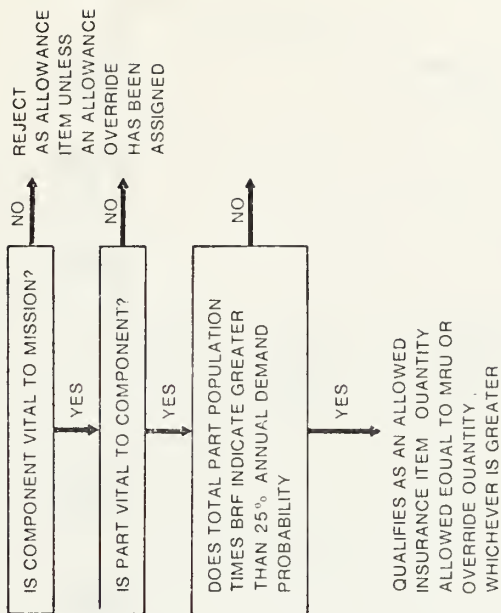 IS COMPONENT VITAL TO MISSION?
NO
REJECT
AS ALLOWANCE
ITEM UNLESS
AN ALLOWANCE
OVERRIDE
HAS BEEN
ASSIGNED
YES
IS PART VITAL TO COMPONENT?
NO
YES
DOES TOTAL PART POPULATION
TIMES BRF INDICATE GREATER
THAN 25% ANNUAL DEMAND
PROBABILITY
NO
YES
QUALIFIES AS AN ALLOWED
INSURANCE ITEM QUANTITY
ALLOWED EQUAL TO MRU OR
OVERRIDE QUANTITY,
WHICHEVER IS GREATER